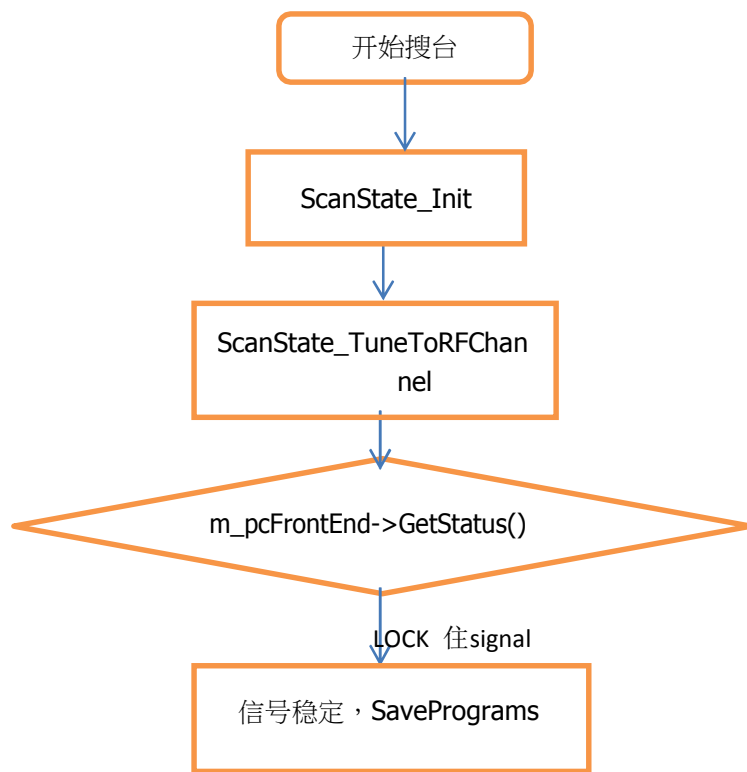 开始搜台
ScanState_Init
ScanState_TuneToRFChan
nel
m_pcFrontEnd->GetStatus()
LOCK 住signal
信号稳定，SavePrograms